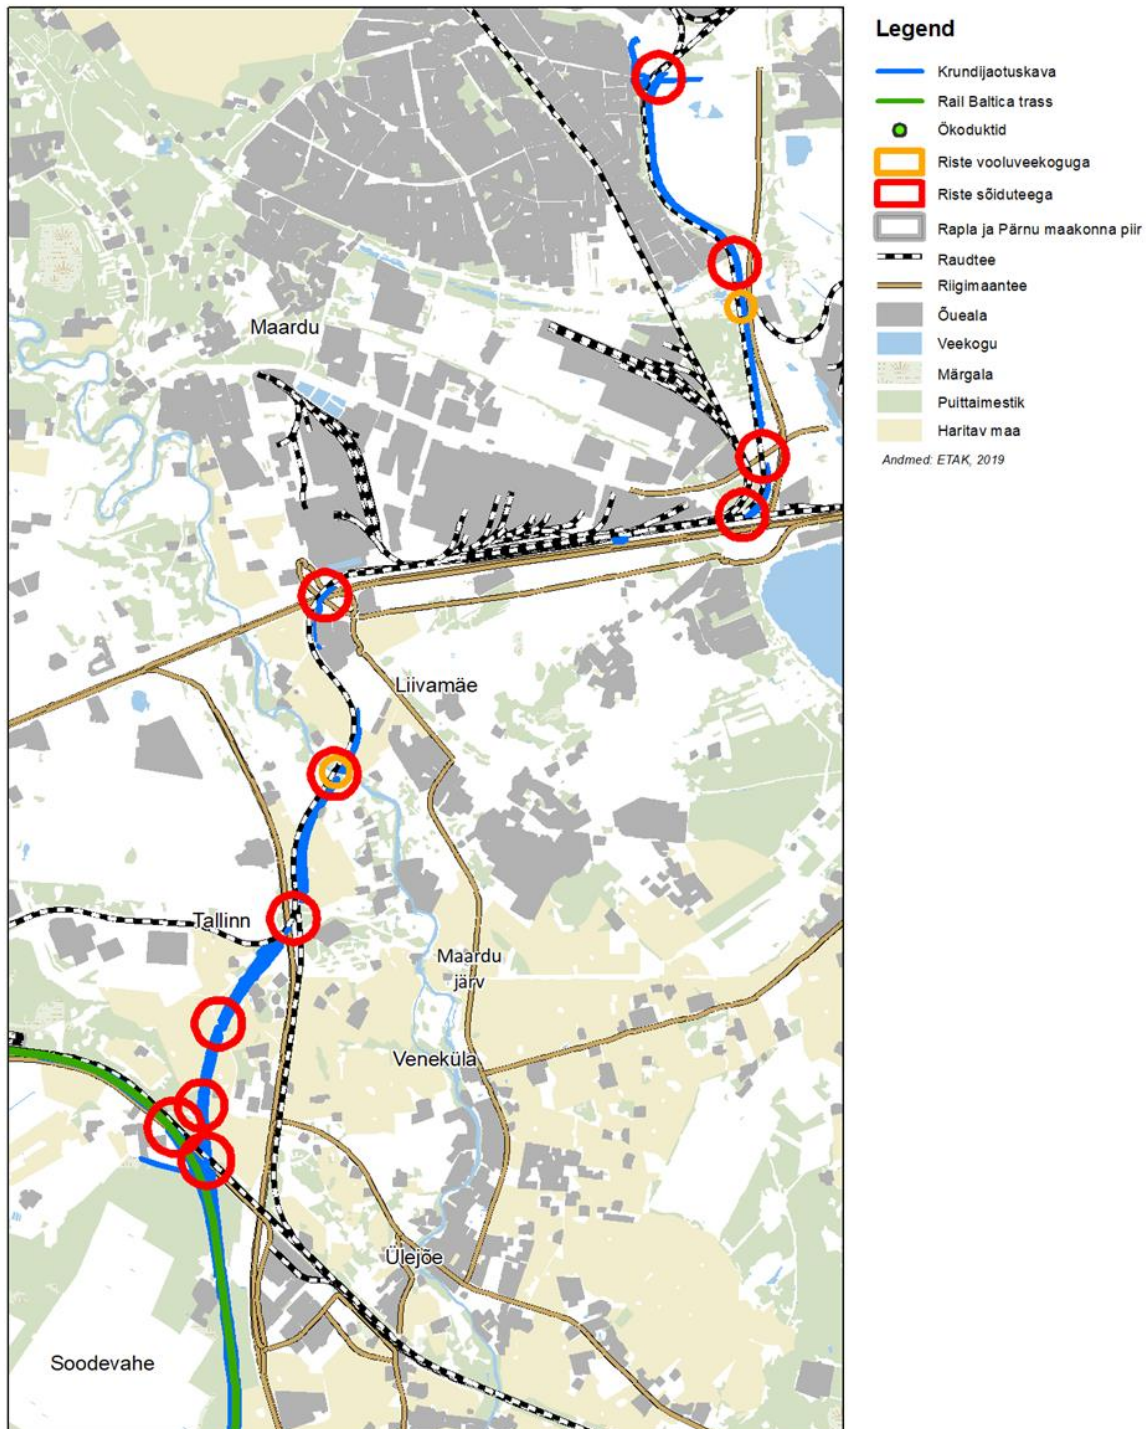 Legend
Krundijaotuskava
Rail Baltica trass
Ökoduktid
Riste vooluveekoguga
Riste sõiduteega
Rapla ja Pärnu maakonna piir
Raudtee
Riigimaantee
Õueala
Veekogu
Märgala
Puittaimestik
Haritav maa
Andmed: ETAK, 2019
Maardu
Liivamäe
Tallinn
Maardu
järv
Veneküla
Ülejõe
Soodevahe